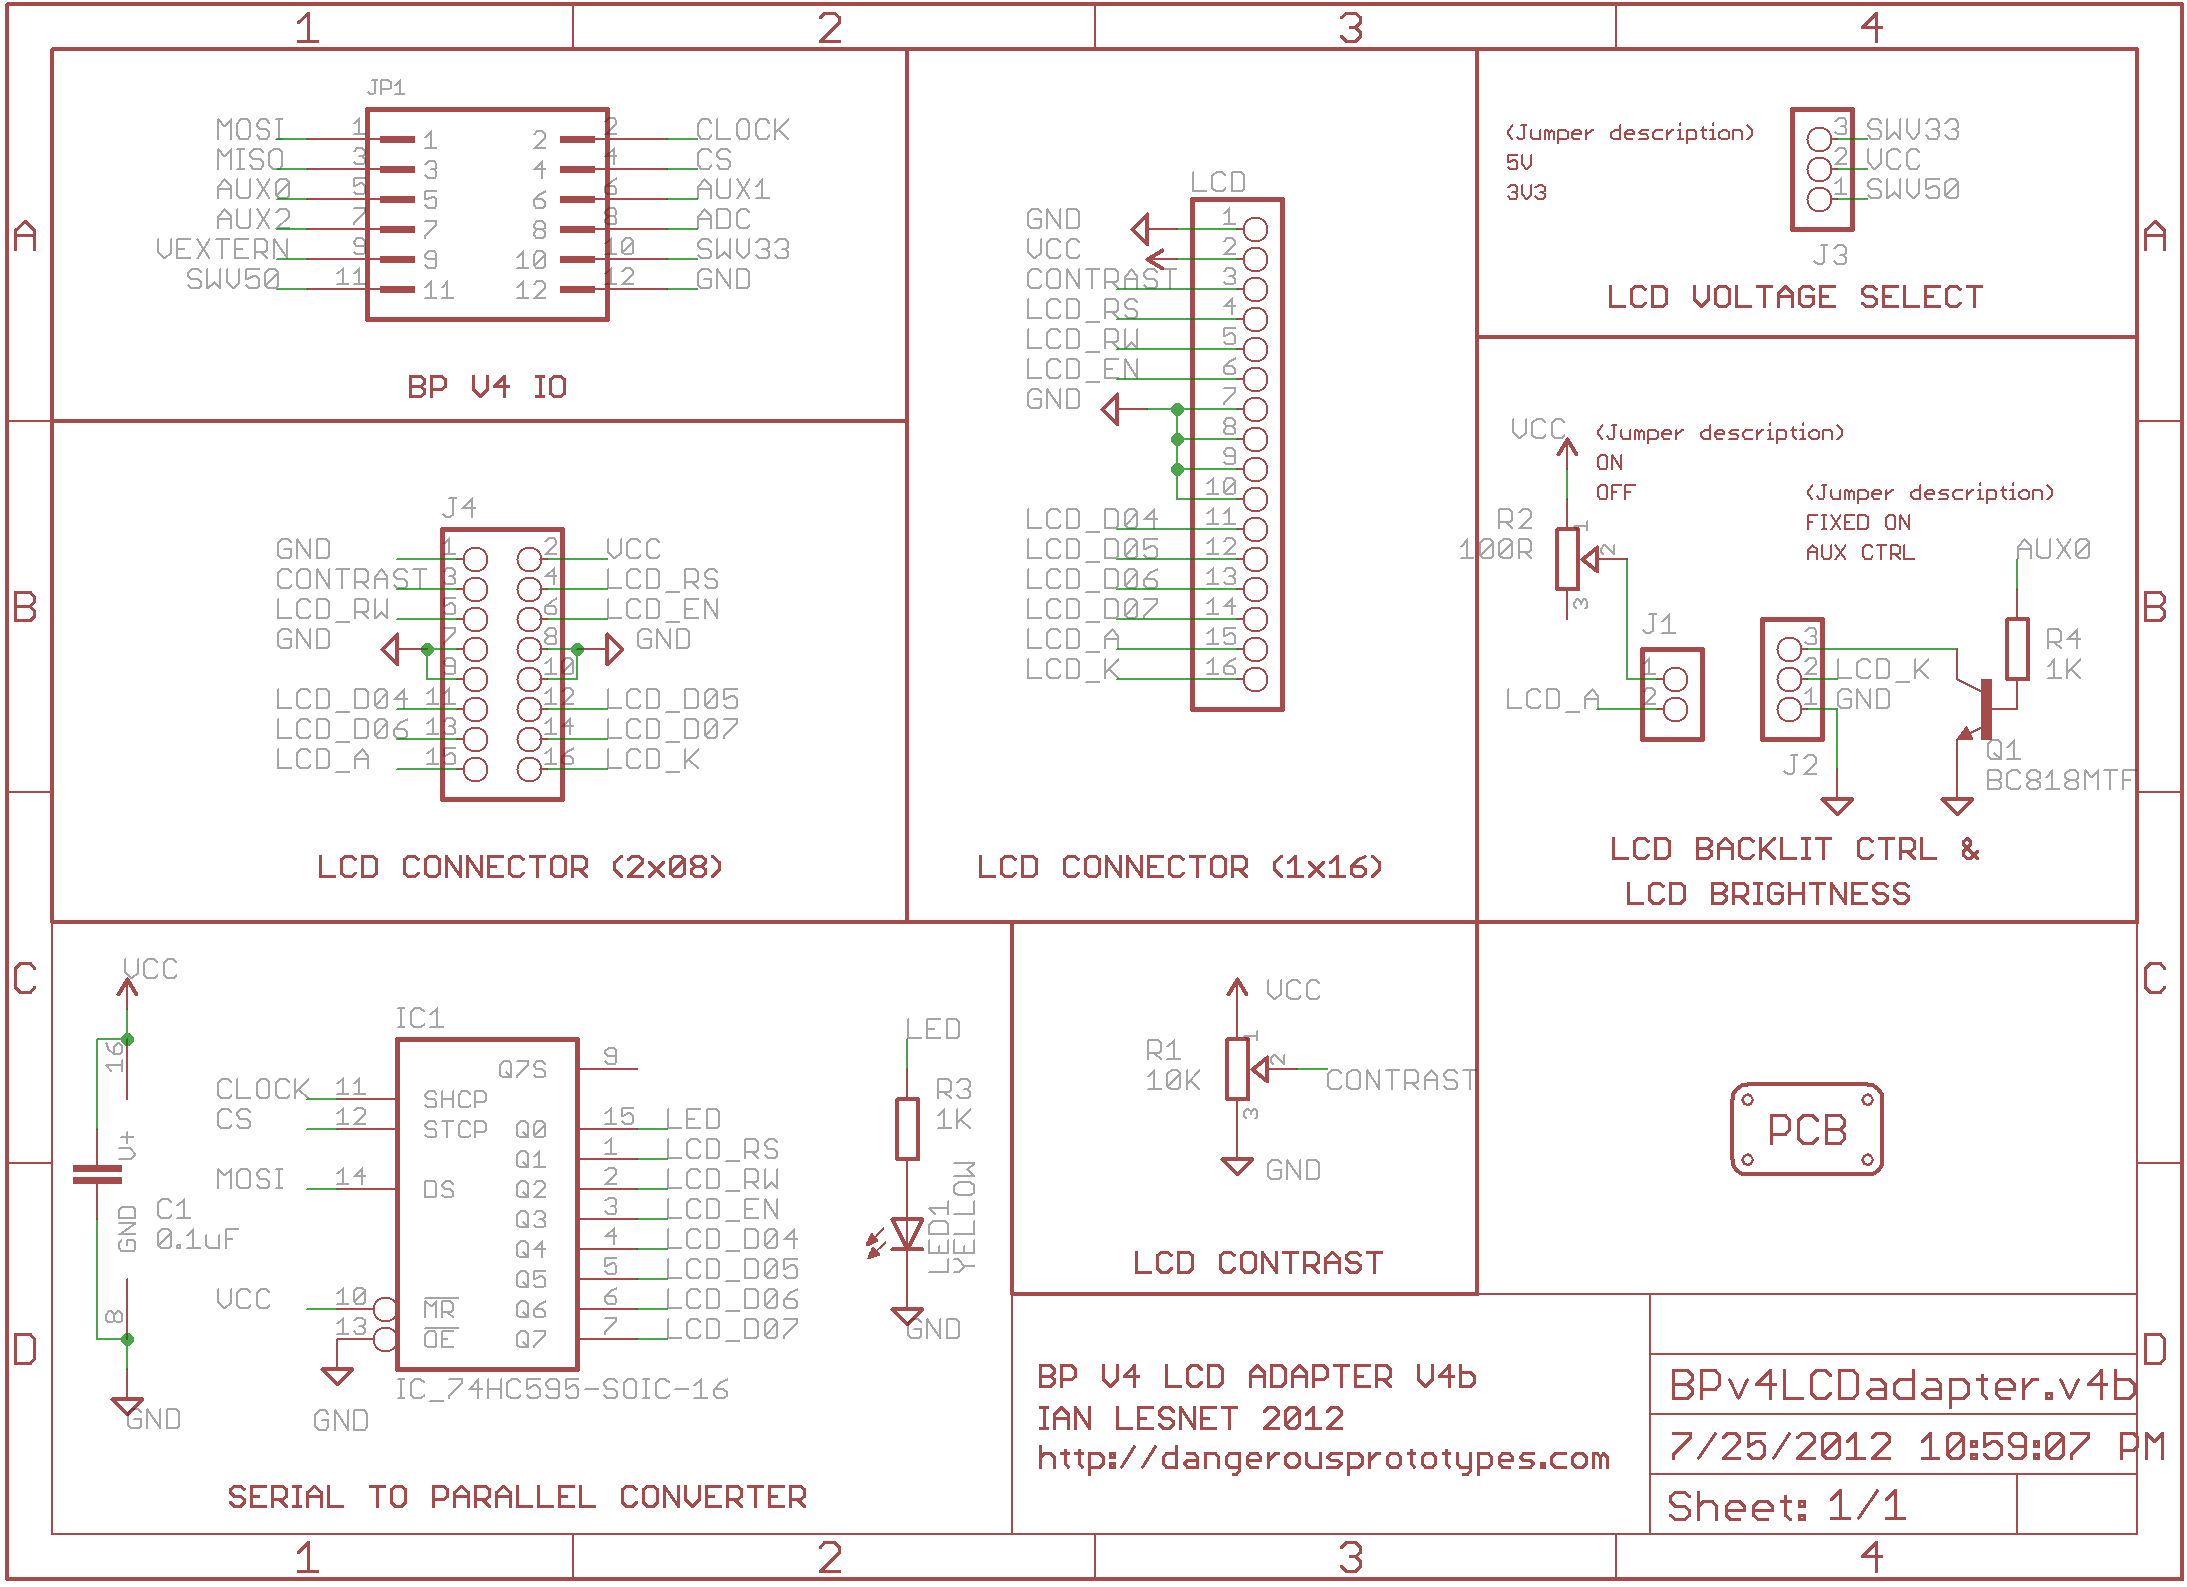 1 2 3 4
A A
B B
C C
D D
1 2 3 4
JP1
MOSI 1 1 2 2 CLOCK
MISO 3 3 4 4 CS
AUX0 5 5 6 6 AUX1
AUX2 7 7 8 8 ADC
VEXTERN 9 9 10 10 SWV33
SWV50 11 11 12 12 GND
BP V4 IO
J4
GND 1 2 VCC
CONTRAST 3 4 LCD_RS
LCD_RW 5 6 LCD_EN
GND 7 8 GND
9 10
LCD_D04 11 12 LCD_D05
LCD_D06 13 14 LCD_D07
LCD_A 15 16 LCD_K
LCD CONNECTOR (2x08)
LCD
GND 1
VCC 2
CONTRAST 3
LCD_RS 4
LCD_RW 5
LCD_EN 6
GND 7
8
9
10
LCD_D04 11
LCD_D05 12
LCD_D06 13
LCD_D07 14
LCD_A 15
LCD_K 16
LCD CONNECTOR (1x16)
(Jumper description)
5V
3V3
3 SWV33
2 VCC
1 SWV50
J3
LCD VOLTAGE SELECT
VCC
(Jumper description)
ON
OFF
(Jumper description)
FIXED ON
AUX CTRL
R2
100R
1
2
3
AUX0
J1
1
LCD_A 2
3
2 LCD_K
1 GND
J2
R4
1K
Q1
BC818MTF
LCD BACKLIT CTRL &
LCD BRIGHTNESS
VCC
16
V+
GND
8
C1
0.1uF
GND
IC1
Q7S 9
CLOCK 11 SHCP
CS 12 STCP
MOSI 14 DS
VCC 10 MR
13 OE
GND
Q0 15 LED
Q1 1 LCD_RS
Q2 2 LCD_RW
Q3 3 LCD_EN
Q4 4 LCD_D04
Q5 5 LCD_D05
Q6 6 LCD_D06
Q7 7 LCD_D07
IC_74HC595-SOIC-16
LED
R3
1K
LED1
YELLOW
GND
SERIAL TO PARALLEL CONVERTER
VCC
R1
10K
1
2
3
CONTRAST
GND
LCD CONTRAST
PCB
BP V4 LCD ADAPTER V4b
IAN LESNET 2012
http://dangerousprototypes.com
BPv4LCDadapter.v4b
7/25/2012 10:59:07 PM
Sheet: 1/1